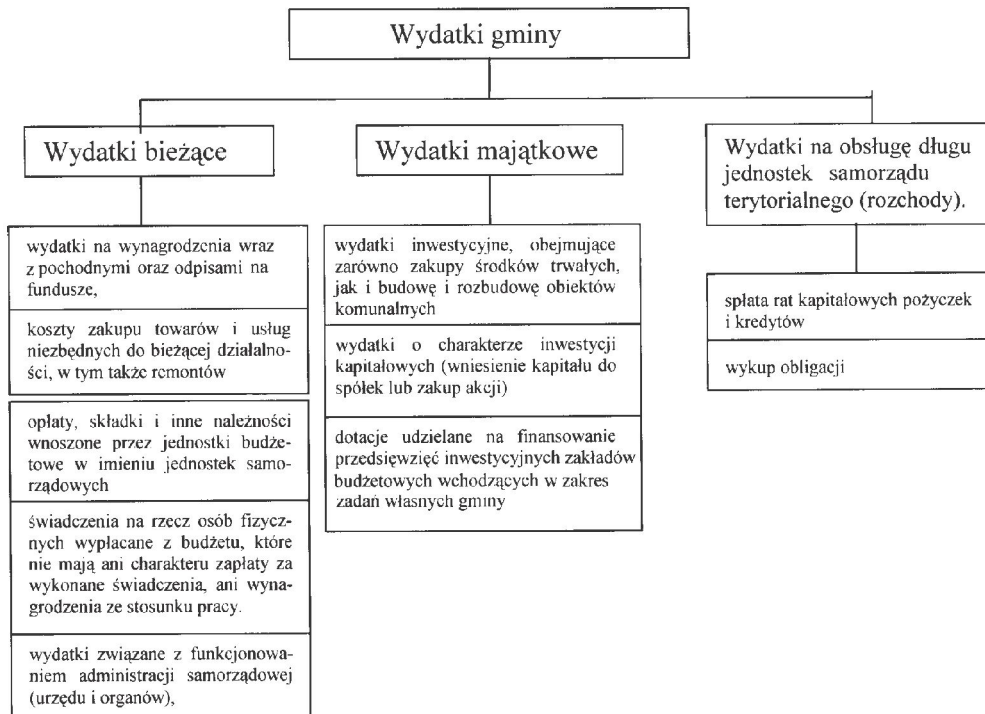 Wydatki gminy
Wydatki bieżące
wydatki na wynagrodzenia wraz
z pochodnymi oraz odpisami na
fundusze,
koszty zakupu towarów i usług
niezbędnych do bieżącej działalno-
ści, w tym także remontów
opłaty, składki i inne należności
wnoszone przez jednostki budże-
towe w imieniu jednostek samo-
rządowych
świadczenia na rzecz osób fizycz-
nych wypłacane z budżetu, które
nie mają ani charakteru zapłaty za
wykonane świadczenia, ani wyna-
grodzenia ze stosunku pracy.
wydatki związane z funkcjonowa-
niem administracji samorządowej
(urzędu i organów),
Wydatki majątkowe
wydatki inwestycyjne, obejmujące
zarówno zakupy środków trwałych,
jak i budowę i rozbudowę obiektów
komunalnych
wydatki o charakterze inwestycji
kapitałowych (wniesienie kapitału do
spółek lub zakup akcji)
dotacje udzielane na finansowanie
przedsięwzięć inwestycyjnych zakładów
budżetowych wchodzących w zakres
zadań własnych gminy
Wydatki na obsługę długu
jednostek samorządu
terytorialnego (rozchody).
spłata rat kapitałowych pożyczek
i kredytów
wykup obligacji